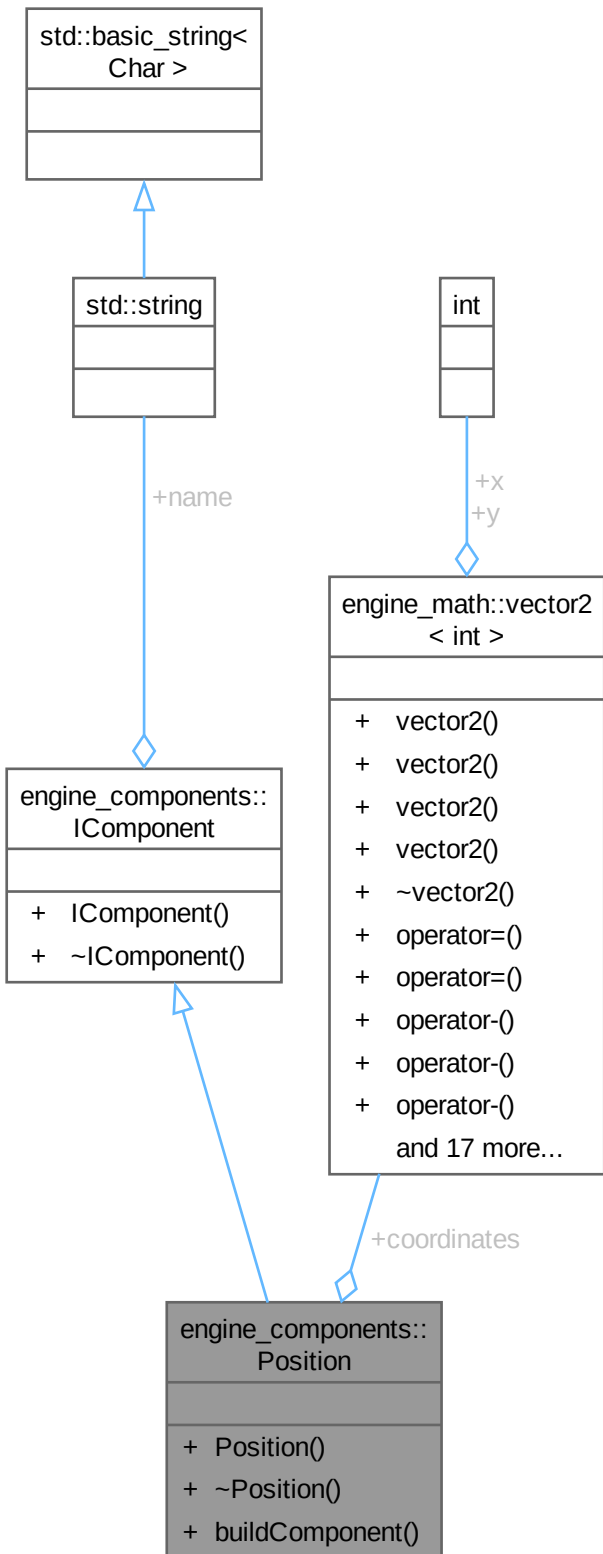 std::basic_string<
Char >
std::string
int
+name
+x
+y
engine_math::vector2
< int >
+ vector2()
+ vector2()
+ vector2()
+ vector2()
+ ~vector2()
+ operator=()
+ operator=()
+ operator-()
+ operator-()
+ operator-()
and 17 more...
engine_components::
IComponent
+ IComponent()
+ ~IComponent()
+coordinates
engine_components::
Position
+ Position()
+ ~Position()
+ buildComponent()